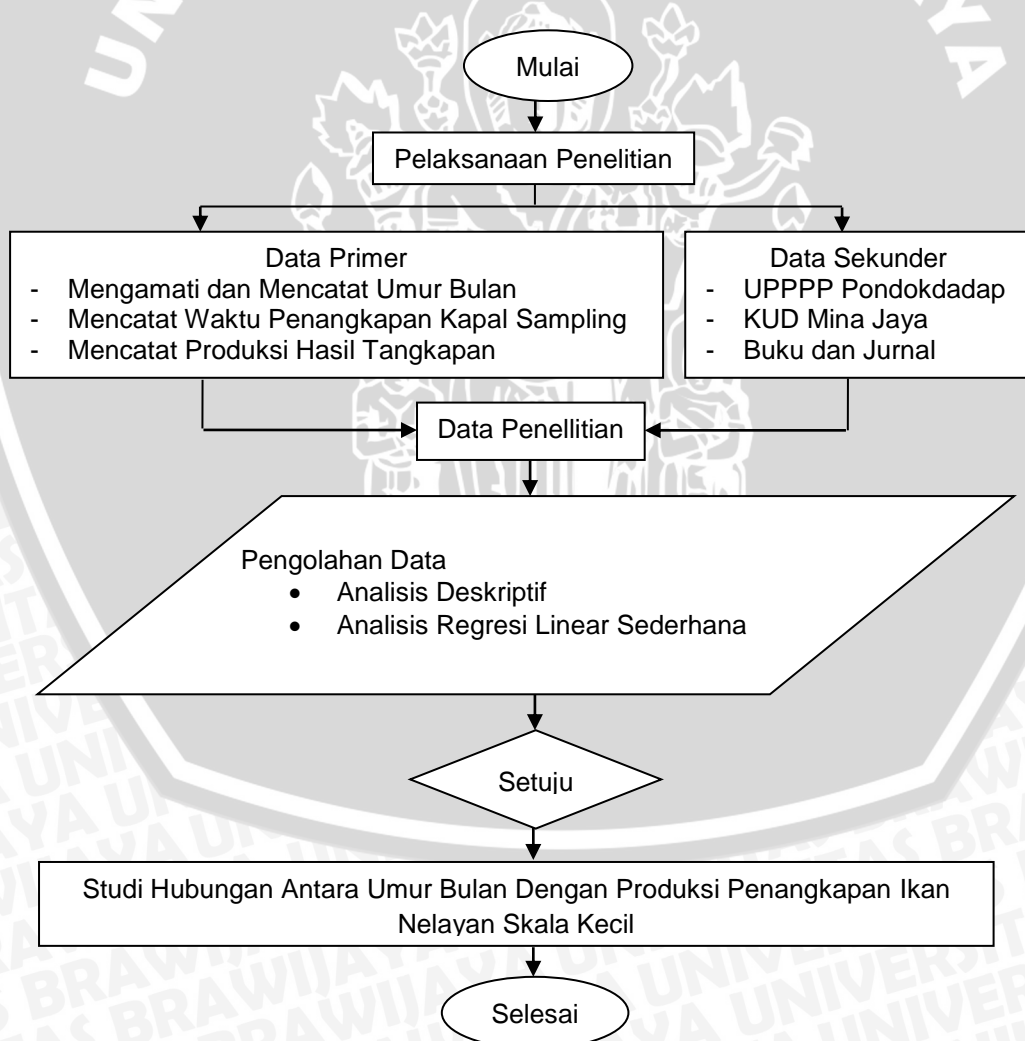 Mulai
Pelaksanaan Penelitian
Data Primer
- Mengamati dan Mencatat Umur Bulan
- Mencatat Waktu Penangkapan Kapal Sampling
- Mencatat Produksi Hasil Tangkapan
Data Sekunder
- UPPPP Pondokdadap
- KUD Mina Jaya
- Buku dan Jurnal
Data Penellitian
Pengolahan Data
• Analisis Deskriptif
• Analisis Regresi Linear Sederhana
Setuju
Studi Hubungan Antara Umur Bulan Dengan Produksi Penangkapan Ikan
Nelayan Skala Kecil
Selesai